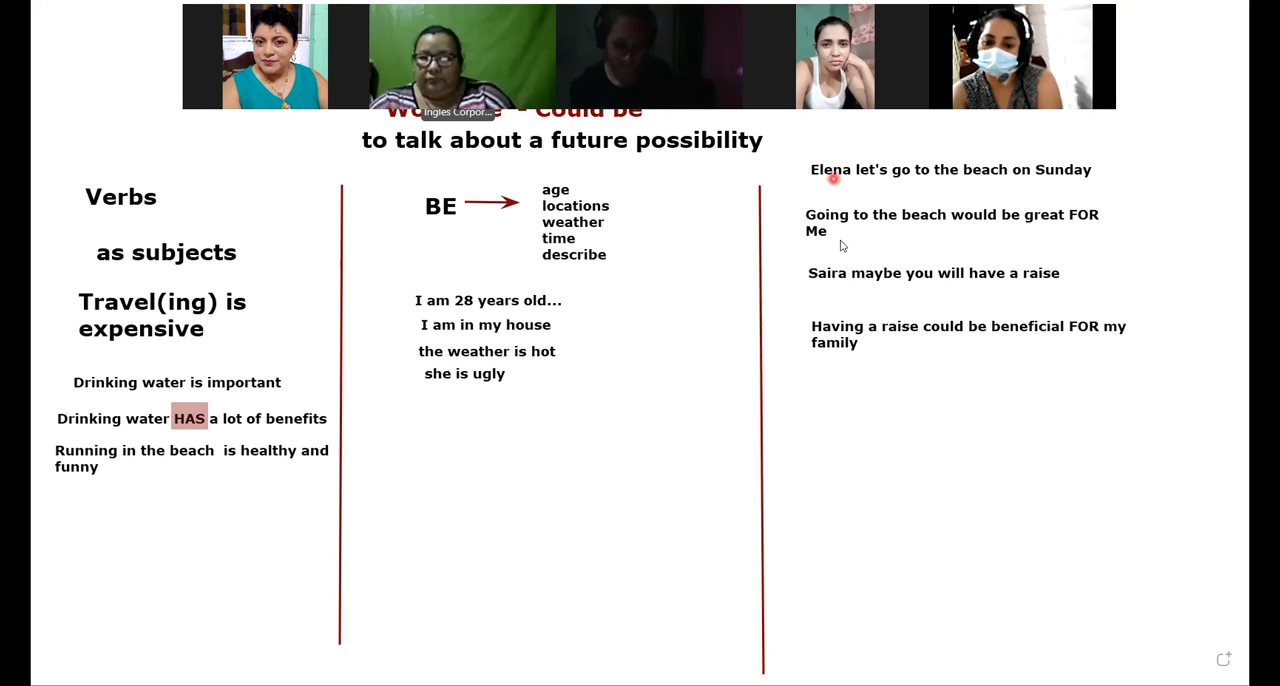 Ingles Corpor...
- Could be
to talk about a future possibility
Verbs
as subjects
Travel(ing) is
expensive
Drinking water is important
Drinking water HAS a lot of benefits
Running in the beach  is healthy and
funny
BE
age
locations
weather
time
describe
I am 28 years old...
I am in my house
the weather is hot
she is ugly
Elena let's go to the beach on Sunday
Going to the beach would be great FOR
Me
Saira maybe you will have a raise
Having a raise could be beneficial FOR my
family